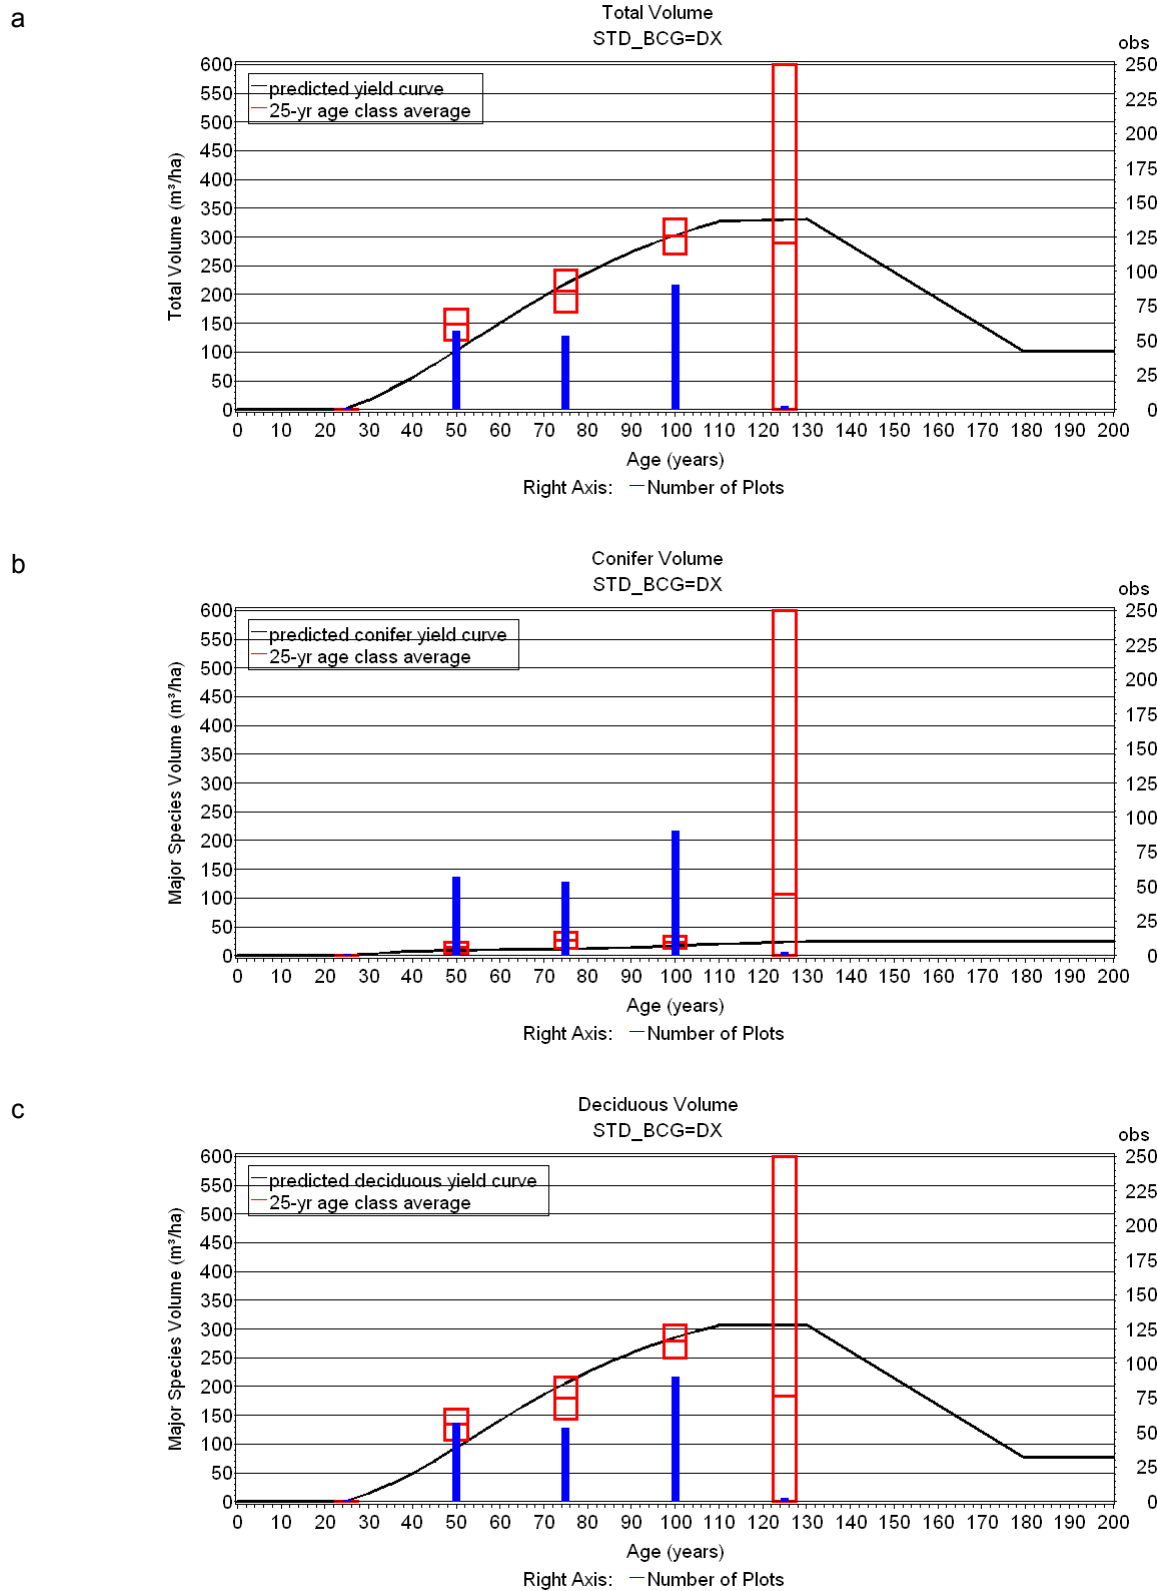 a
Total Volume
STD_BCG=DX
obs
predicted yield curve
25-yr age class average
Total Volume (m³/ha)
600 550 500 450 400 350 300 250 200 150 100 50 0
250 225 200 175 150 125 100 75 50 25 0
0 10 20 30 40 50 60 70 80 90 100 110 120 130 140 150 160 170 180 190 200
Age (years)
Right Axis: — Number of Plots
b
Conifer Volume
STD_BCG=DX
obs
predicted conifer yield curve
25-yr age class average
Major Species Volume (m³/ha)
600 550 500 450 400 350 300 250 200 150 100 50 0
250 225 200 175 150 125 100 75 50 25 0
0 10 20 30 40 50 60 70 80 90 100 110 120 130 140 150 160 170 180 190 200
Age (years)
Right Axis: — Number of Plots
c
Deciduous Volume
STD_BCG=DX
obs
predicted deciduous yield curve
25-yr age class average
Major Species Volume (m³/ha)
600 550 500 450 400 350 300 250 200 150 100 50 0
250 225 200 175 150 125 100 75 50 25 0
0 10 20 30 40 50 60 70 80 90 100 110 120 130 140 150 160 170 180 190 200
Age (years)
Right Axis: — Number of Plots